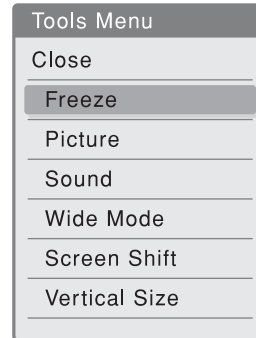 Tools Menu
Close
Freeze
Picture
Sound
Wide Mode
Screen Shift
Vertical Size